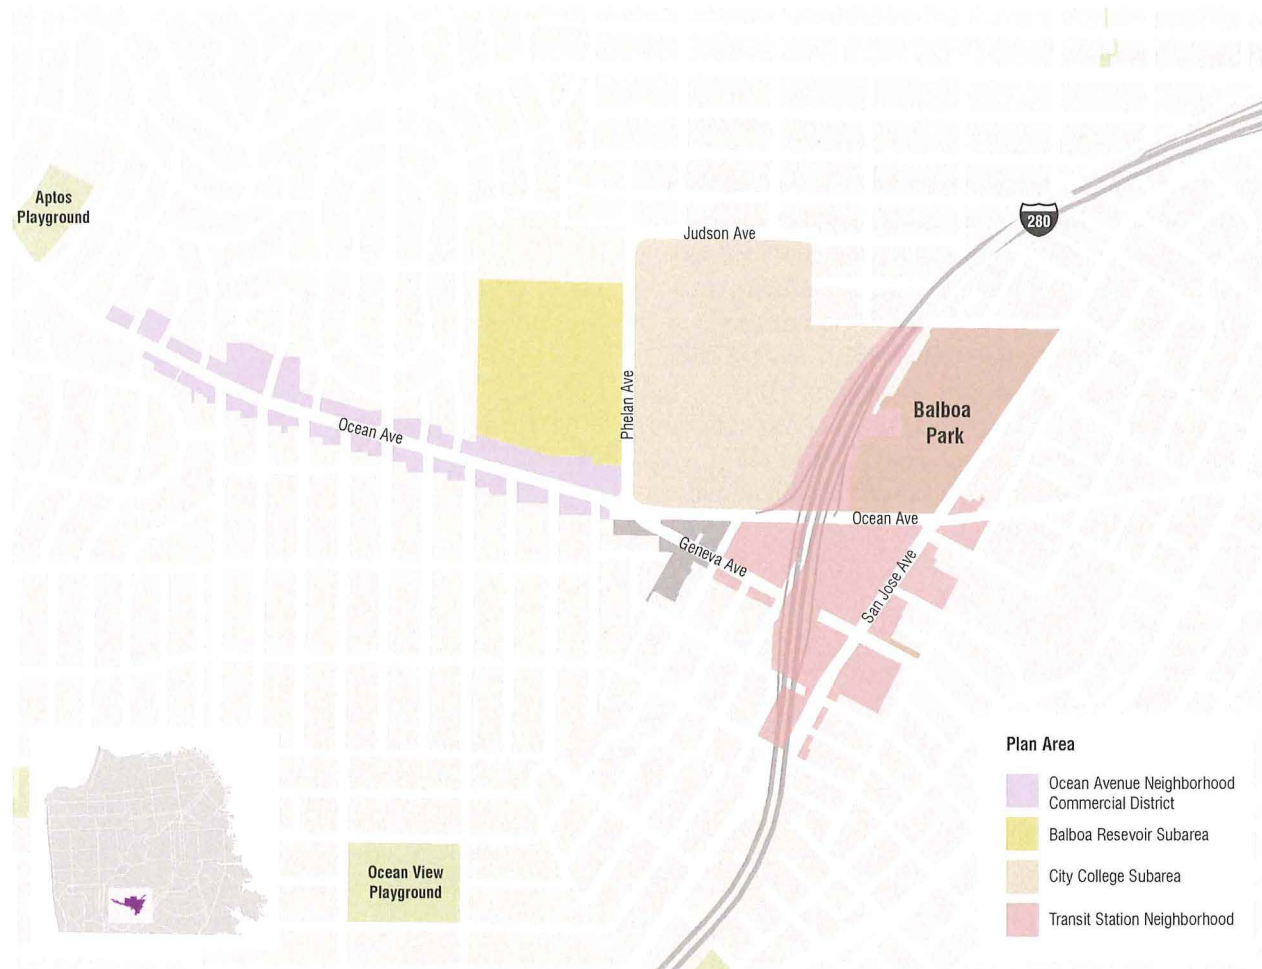 Aptos
Playground
280
Judson Ave
Phelan Ave
Balboa
Park
Ocean Ave
Ocean Ave
Geneva Ave
San Jose Ave
Plan Area
Ocean Avenue Neighborhood
Commercial District
Balboa Resevoir Subarea
City College Subarea
Transit Station Neighborhood
Ocean View
Playground